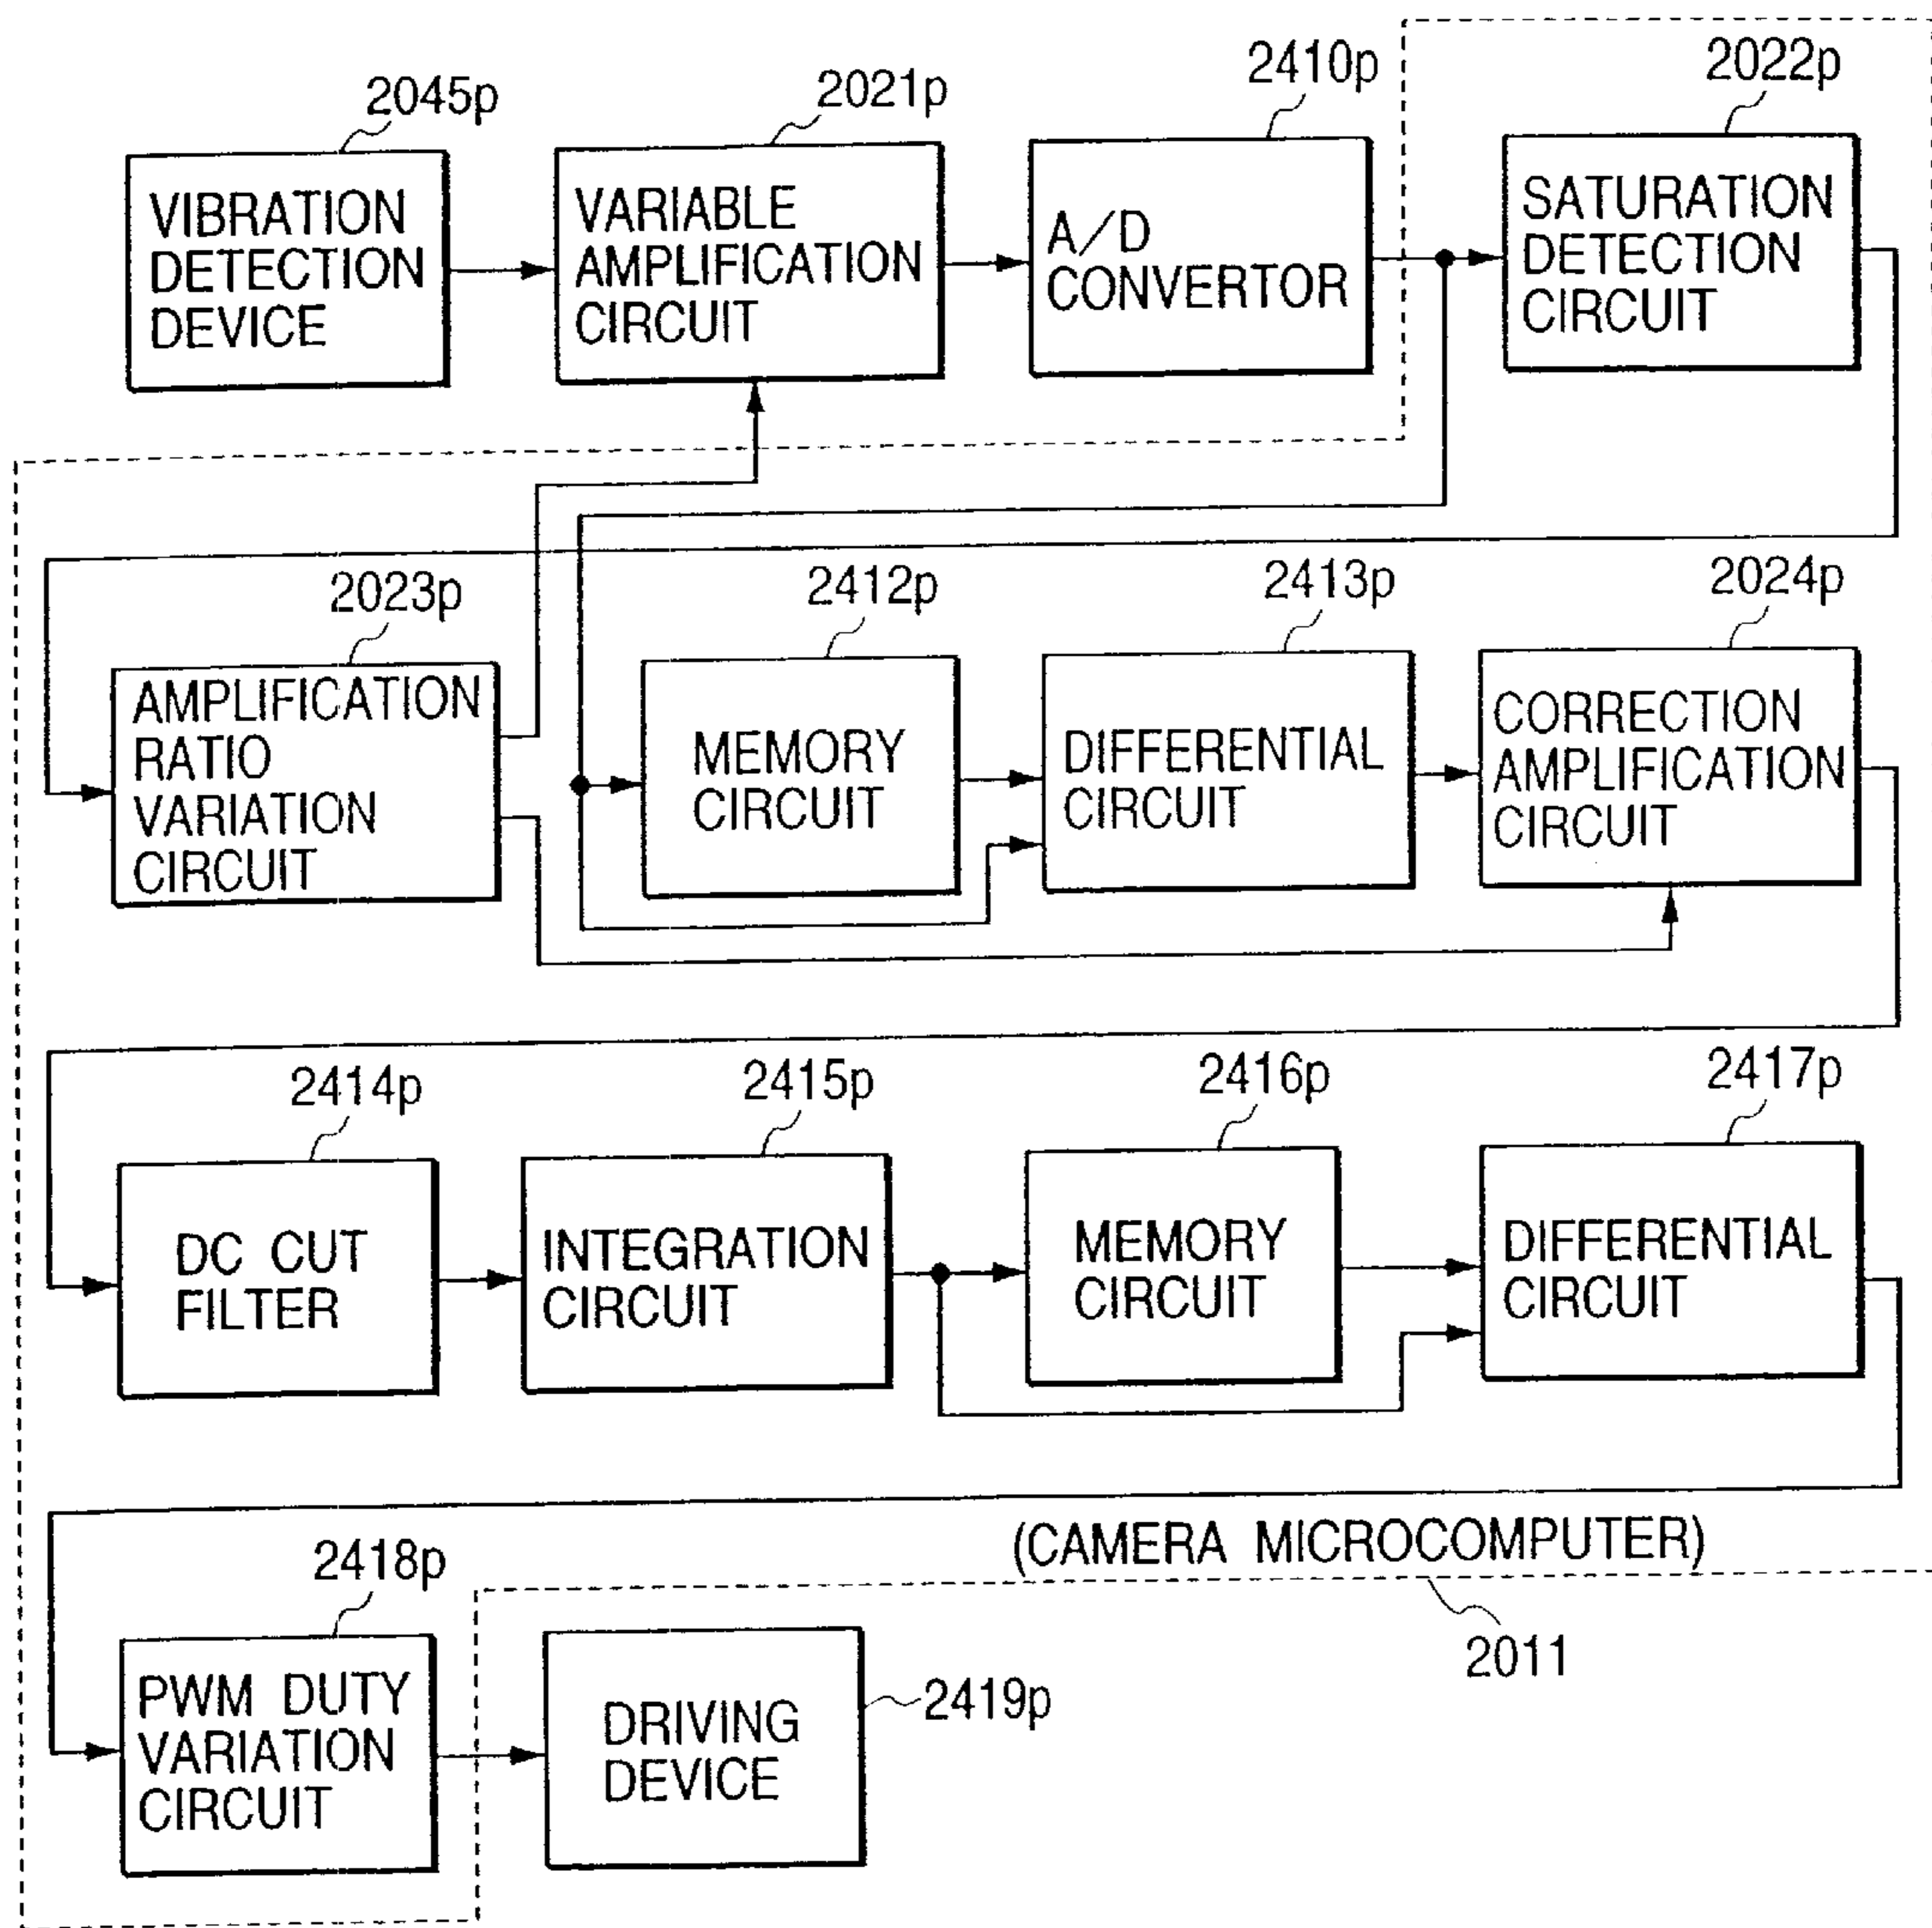 2045p
2021p
2410p
2022p
VIBRATION
DETECTION
DEVICE
VARIABLE
AMPLIFICATION
CIRCUIT
A/D
CONVERTOR
SATURATION
DETECTION
CIRCUIT
2023p
2412p
2413p
2024p
AMPLIFICATION
RATIO
VARIATION
CIRCUIT
MEMORY
CIRCUIT
DIFFERENTIAL
CIRCUIT
CORRECTION
AMPLIFICATION
CIRCUIT
2414p
2415p
2416p
2417p
DC CUT
FILTER
INTEGRATION
CIRCUIT
MEMORY
CIRCUIT
DIFFERENTIAL
CIRCUIT
(CAMERA MICROCOMPUTER)
2011
2418p
PWM DUTY
VARIATION
CIRCUIT
DRIVING
DEVICE
2419p